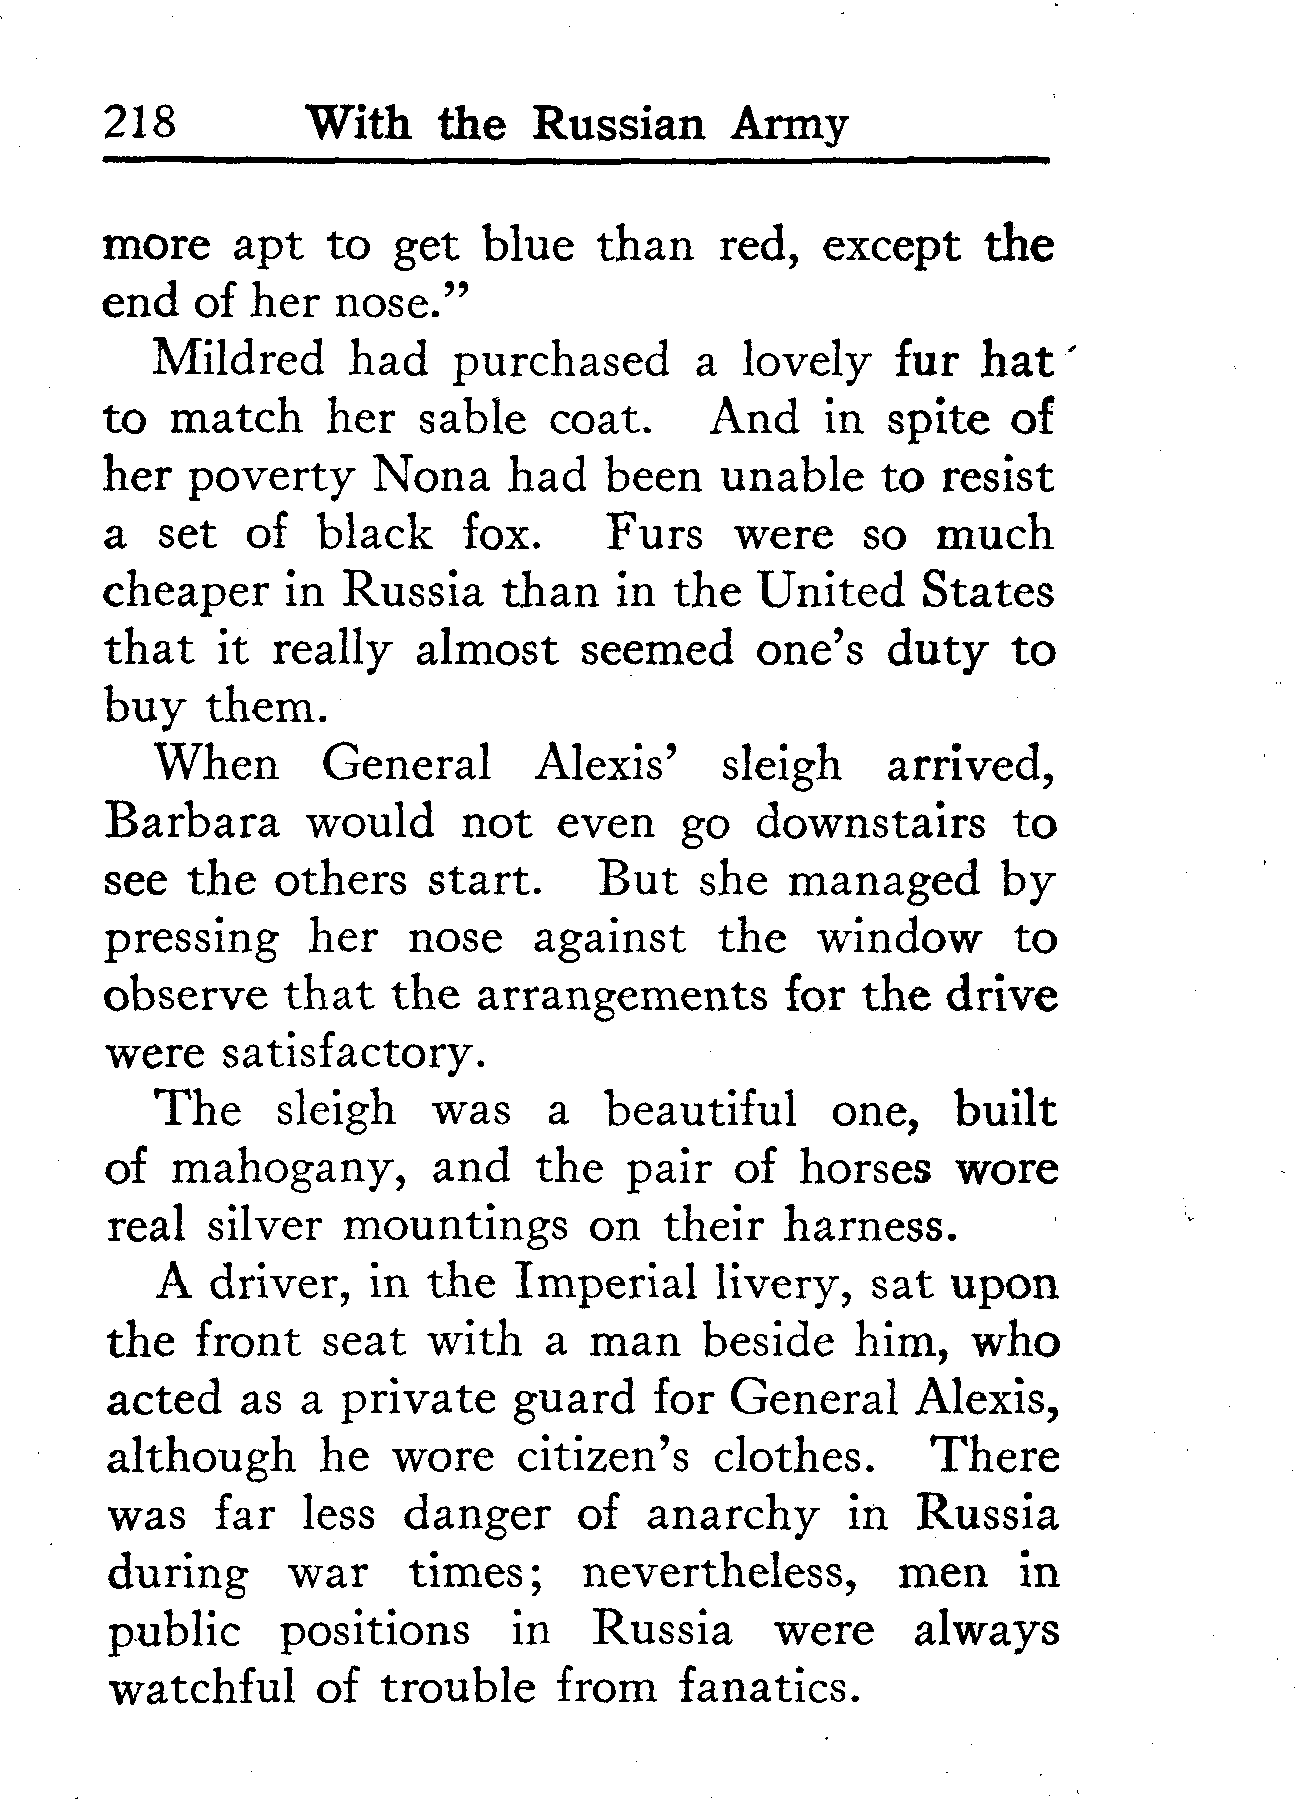 218 With the Russian Army
more apt to get blue than red, except the
end of her nose.”
Mildred had purchased a lovely fur hat
to match her sable coat. And in spite of
her poverty Nona had been unable to resist
a set of black fox. Furs were so much
cheaper in Russia than in the United States
that it really almost seemed one’s duty to
buy them.
When General Alexis’ sleigh arrived,
Barbara would not even go downstairs to
see the others start. But she managed by
pressing her nose against the window to
observe that the arrangements for the drive
were satisfactory.
The sleigh was a beautiful one, built
of mahogany, and the pair of horses wore
real silver mountings on their harness.
A driver, in the Imperial livery, sat upon
the front seat with a man beside him, who
acted as a private guard for General Alexis,
although he wore citizen’s clothes. There
was far less danger of anarchy in Russia
during war times; nevertheless, men in
public positions in Russia were always
watchful of trouble from fanatics.